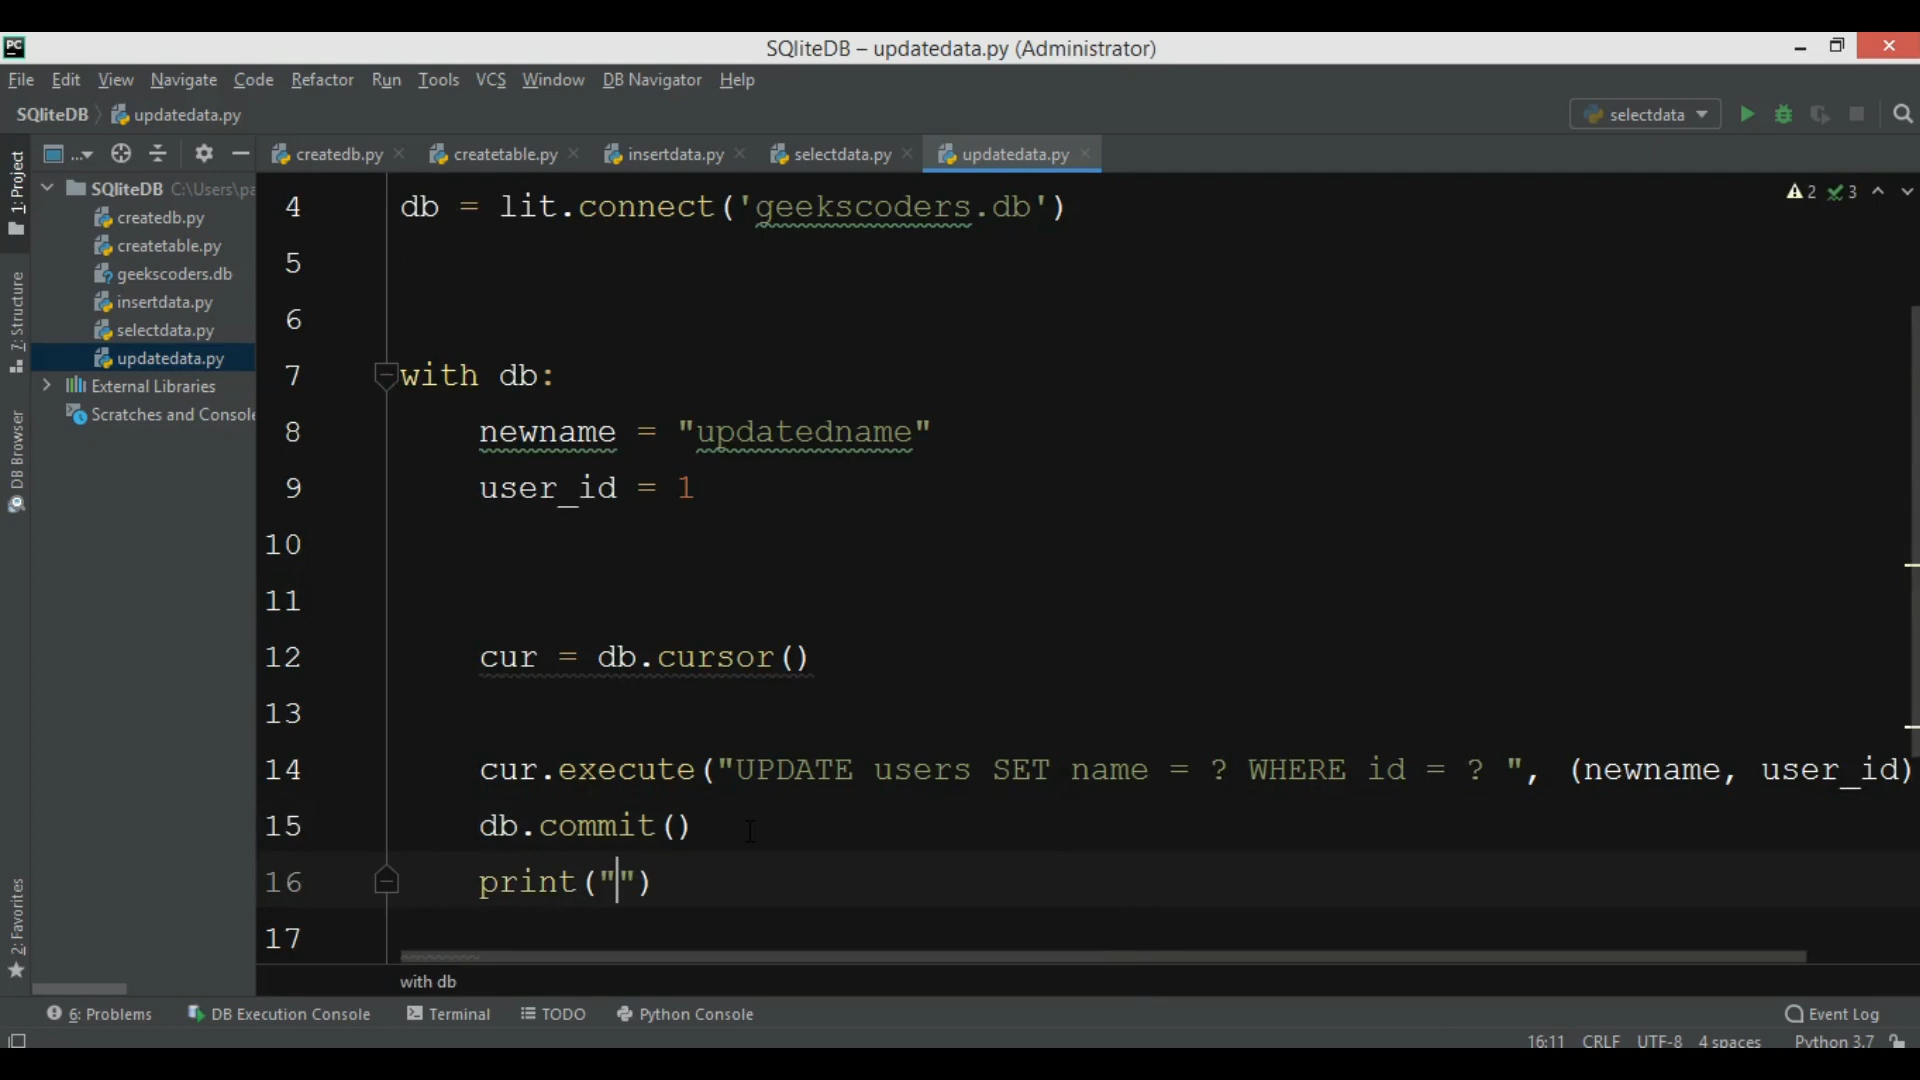 PC
SQliteDB – updatedata.py (Administrator)
File Edit View Navigate Code Refactor Run Tools VCS Window DB Navigator Help
SQliteDB updatedata.py selectdata
... createdb.py createtable.py insertdata.py selectdata.py updatedata.py
1: Project
7: Structure
DB Browser
2: Favorites
SQliteDB C:\Users\pa
createdb.py
createtable.py
geekscoders.db
insertdata.py
selectdata.py
updatedata.py
External Libraries
Scratches and Console
2 3
4 db = lit.connect('geekscoders.db')
5
6
7 with db:
8 newname = "updatedname"
9 user_id = 1
10
11
12 cur = db.cursor()
13
14 cur.execute("UPDATE users SET name = ? WHERE id = ? ", (newname, user_id)
15 db.commit()
16 print("")
17
with db
6: Problems DB Execution Console Terminal TODO Python Console Event Log
16:11 CRLF UTF-8 4 spaces Python 3.7